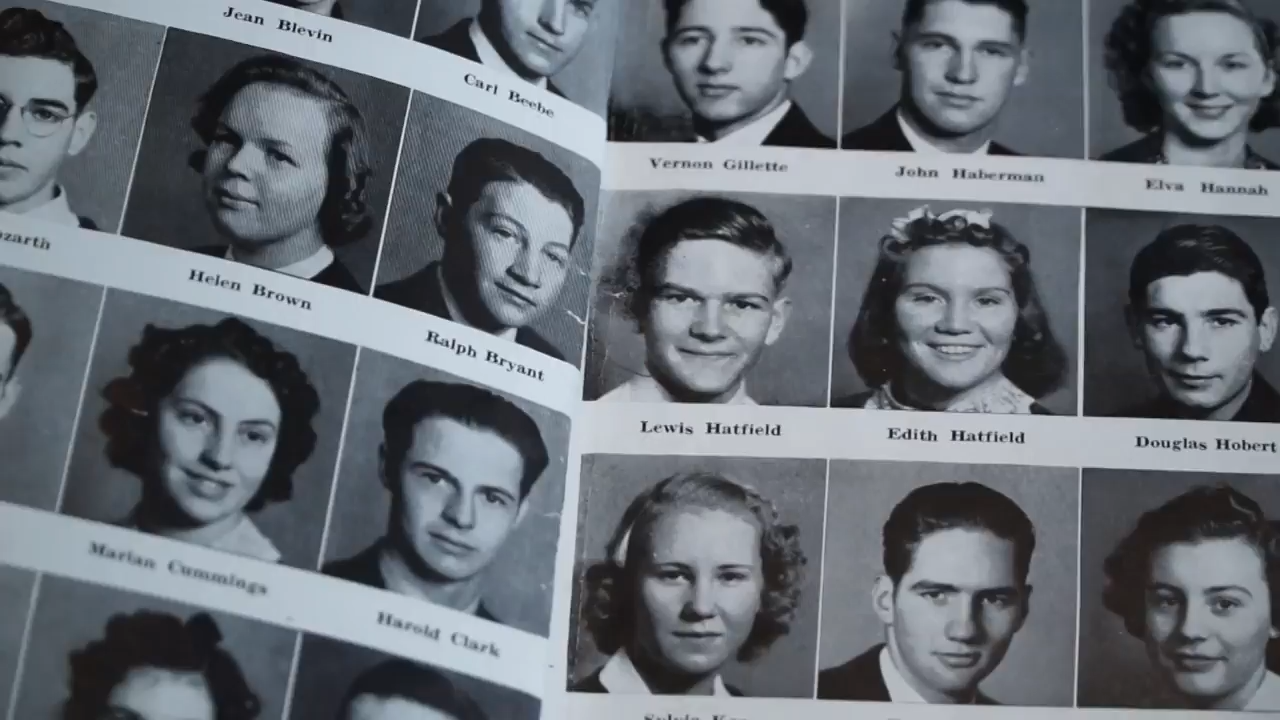 Jean Blevin
Carl Beebe
Helen Brown
Ralph Bryant
Marian Cummings
Harold Clark
Vernon Gillette
John Haberman
Elva Hannah
Lewis Hatfield
Edith Hatfield
Douglas Hobert